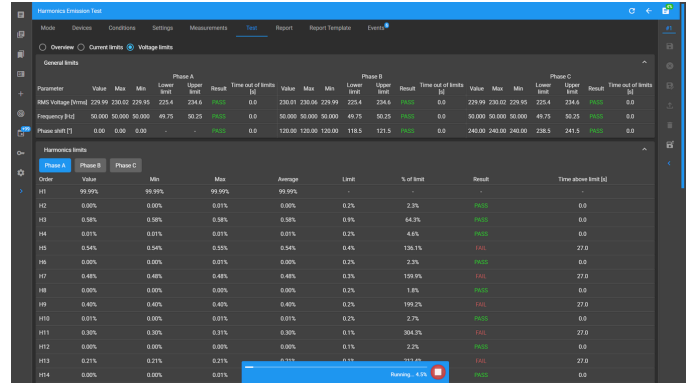 Harmonics Emission Test
Mode Devices Conditions Settings Measurements Test Report Report Template Events
Overview Current limits Voltage limits
General limits
Phase A Phase B Phase C
Parameter Value Max Min Lower limit Upper limit Result Time out of limits [s] Value Max Min Lower limit Upper limit Result Time out of limits [s] Value Max Min Lower limit Upper limit Result Time out of limits [s]
RMS Voltage [Vrms] 229.99 230.02 229.95 225.4 234.6 PASS 0.0 230.01 230.06 229.99 225.4 234.6 PASS 0.0 229.99 230.02 229.95 225.4 234.6 PASS 0.0
Frequency [Hz] 50.000 50.000 50.000 49.75 50.25 PASS 0.0 50.000 50.000 50.000 49.75 50.25 PASS 0.0 50.000 50.000 50.000 49.75 50.25 PASS 0.0
Phase shift [°] 0.00 0.00 0.00 - - PASS 0.0 120.00 120.00 120.00 118.5 121.5 PASS 0.0 240.00 240.00 240.00 238.5 241.5 PASS 0.0
Harmonics limits
Phase A Phase B Phase C
Order Value Min Max Average Limit % of limit Result Time above limit [s]
H1 99.99% 99.99% 99.99% 99.99% - - - -
H2 0.00% 0.00% 0.01% 0.00% 0.2% 2.3% PASS 0.0
H3 0.58% 0.58% 0.58% 0.58% 0.9% 64.3% PASS 0.0
H4 0.01% 0.01% 0.01% 0.01% 0.2% 4.6% PASS 0.0
H5 0.54% 0.54% 0.55% 0.54% 0.4% 136.1% FAIL 27.0
H6 0.00% 0.00% 0.01% 0.00% 0.2% 2.3% PASS 0.0
H7 0.48% 0.48% 0.48% 0.48% 0.3% 159.9% FAIL 27.0
H8 0.00% 0.00% 0.00% 0.00% 0.2% 1.8% PASS 0.0
H9 0.40% 0.40% 0.40% 0.40% 0.2% 199.2% FAIL 27.0
H10 0.01% 0.00% 0.01% 0.01% 0.2% 2.7% PASS 0.0
H11 0.30% 0.30% 0.31% 0.30% 0.1% 304.3% FAIL 27.0
H12 0.00% 0.00% 0.00% 0.00% 0.1% 2.2% PASS 0.0
H13 0.21% 0.21% 0.21% 0.21% 0.1% FAIL 27.0
H14 0.00% 0.00% 0.01% PASS 0.0
Running... 4.5%
#1